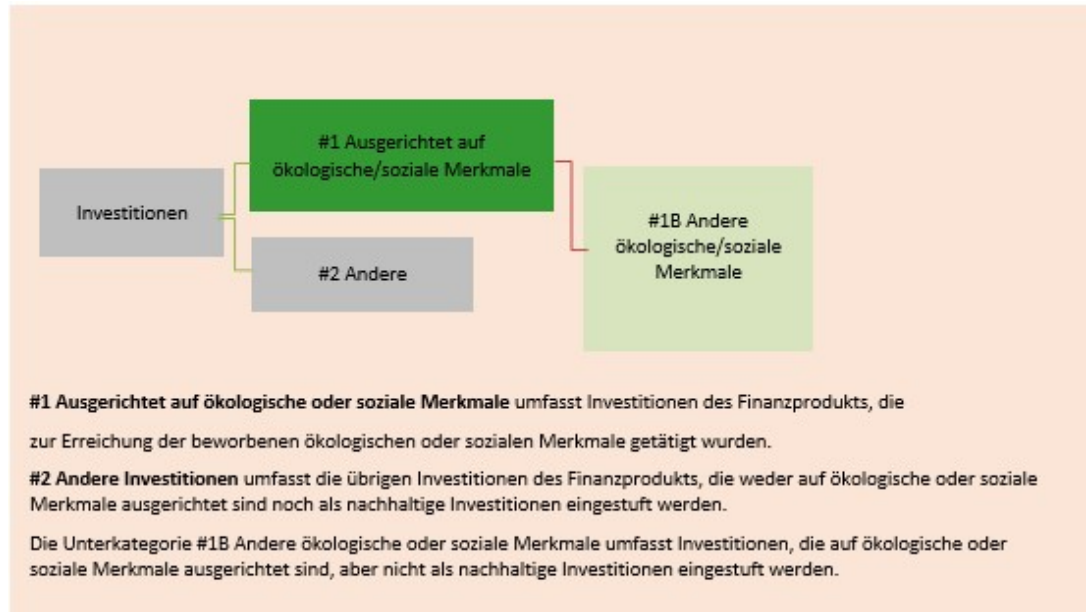 #1 Ausgerichtet auf
ökologische/soziale Merkmale
Investitionen
#2 Andere
#1B Andere
ökologische/soziale
Merkmale
#1 Ausgerichtet auf ökologische oder soziale Merkmale umfasst Investitionen des Finanzprodukts, die
zur Erreichung der beworbenen ökologischen oder sozialen Merkmale getätigt wurden.
#2 Andere Investitionen umfasst die übrigen Investitionen des Finanzprodukts, die weder auf ökologische oder soziale
Merkmale ausgerichtet sind noch als nachhaltige Investitionen eingestuft werden.
Die Unterkategorie #1B Andere ökologische oder soziale Merkmale umfasst Investitionen, die auf ökologische oder
soziale Merkmale ausgerichtet sind, aber nicht als nachhaltige Investitionen eingestuft werden.